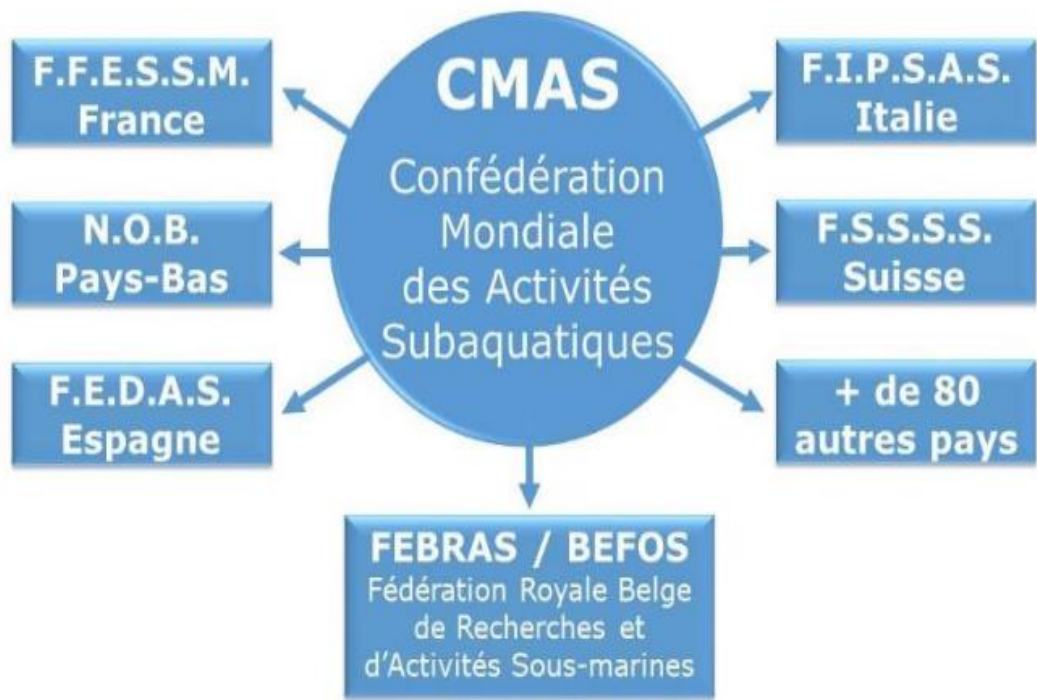 F.F.E.S.S.M.
France
N.O.B.
Pays-Bas
F.E.D.A.S.
Espagne
CMAS
Confédération
Mondiale
des Activités
Subaquatiques
F.I.P.S.A.S.
Italie
F.S.S.S.S.
Suisse
+ de 80
autres pays
FEBRAS / BEFOS
Fédération Royale Belge
de Recherches et
d'Activités Sous-marines